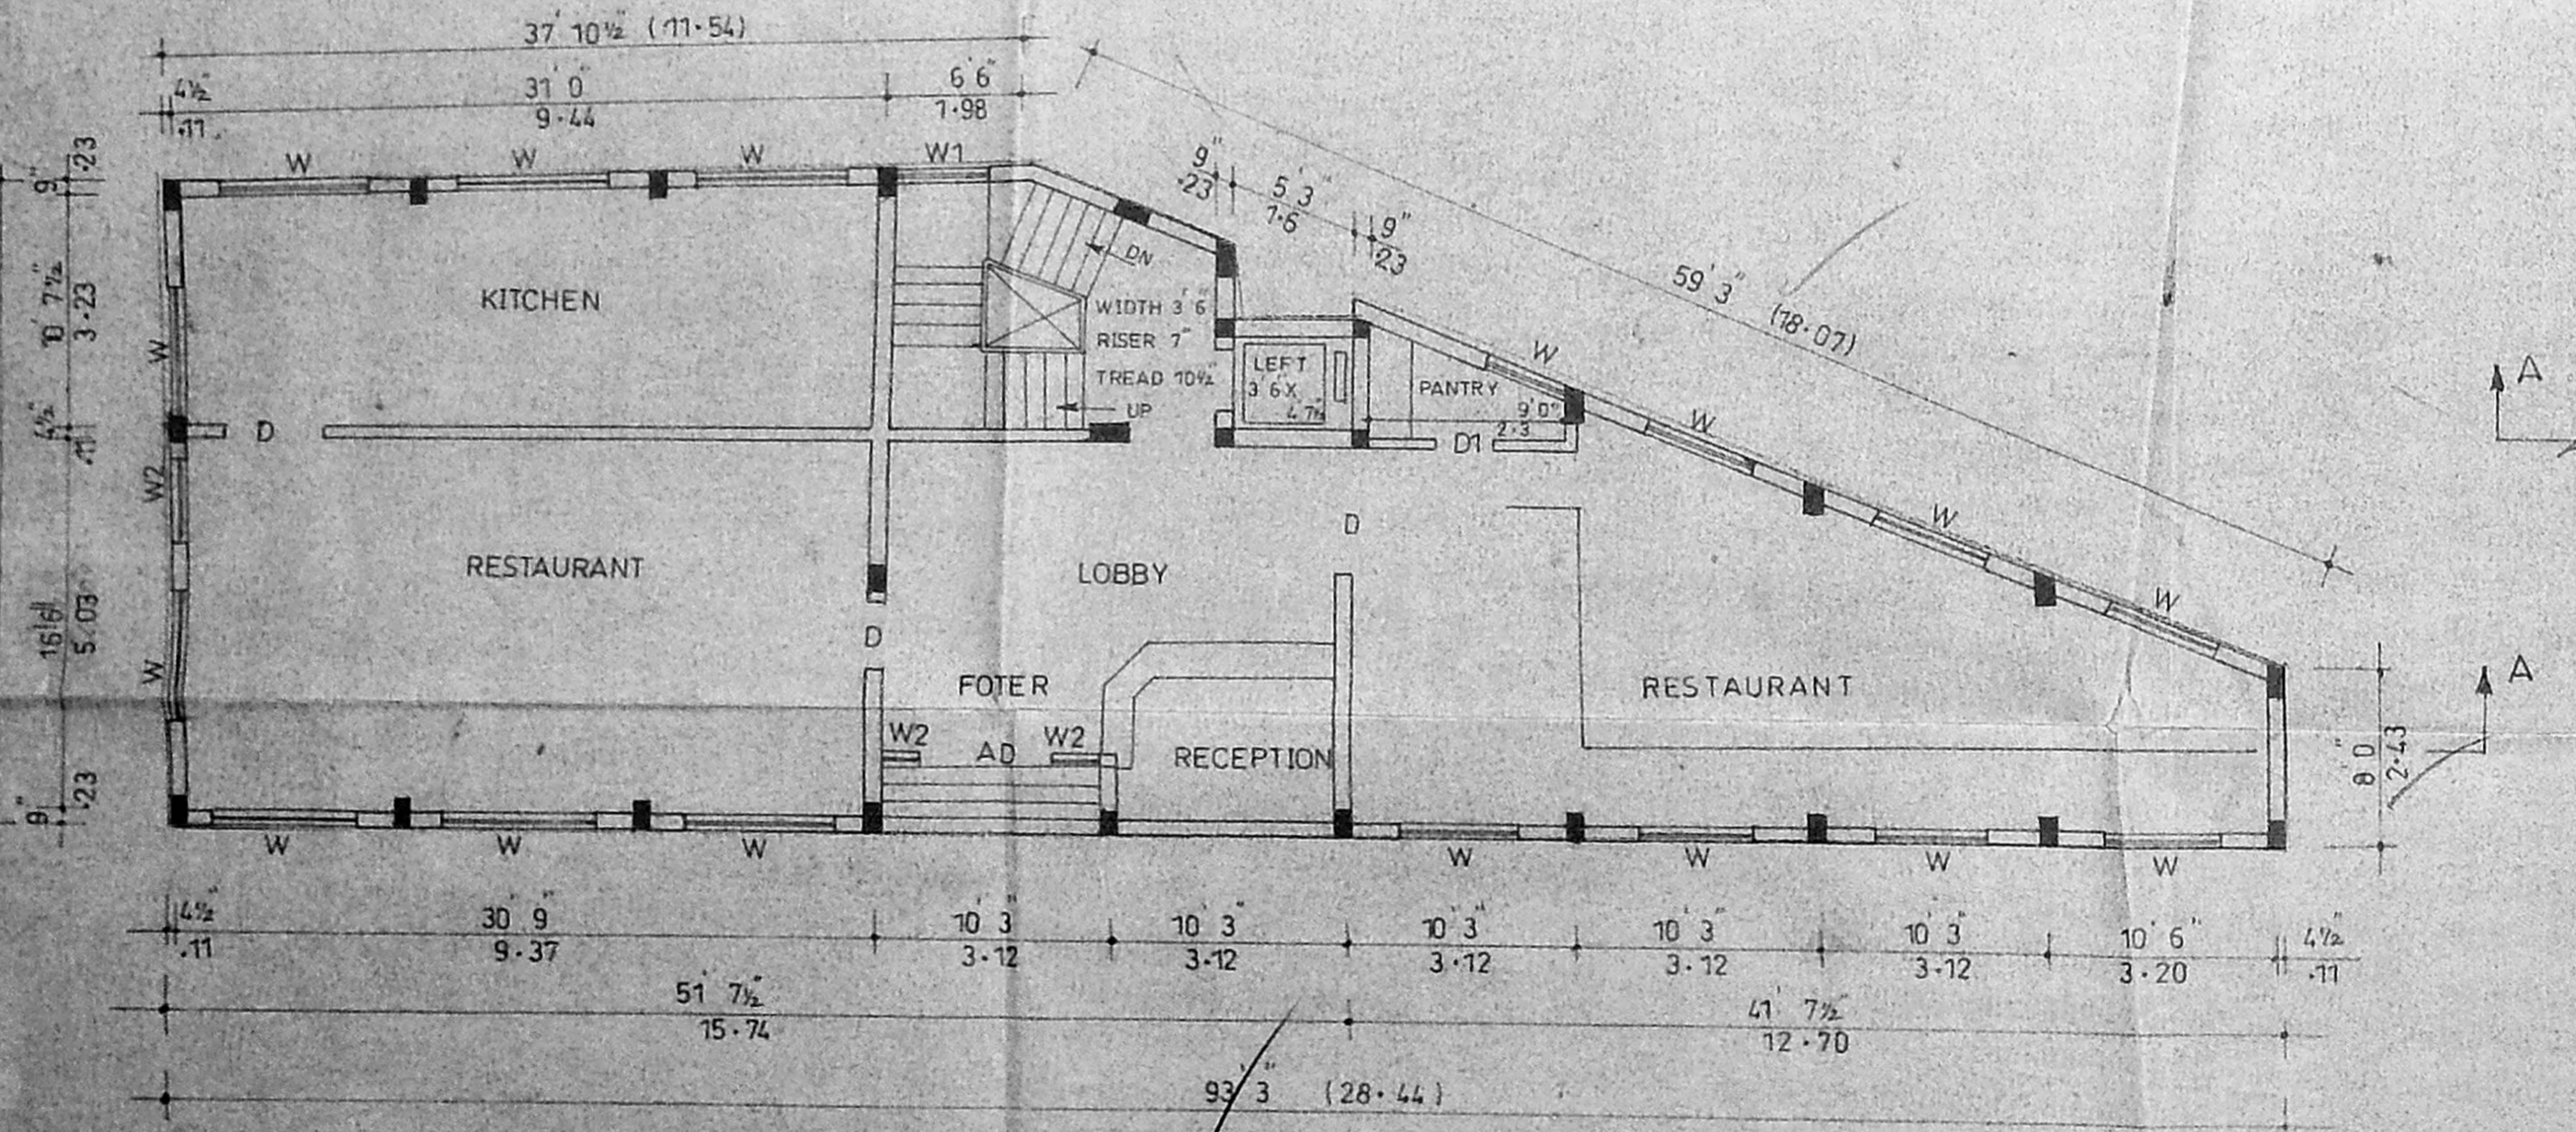 37' 10½" (11·54)
4½" 31' 0" 6' 6"
.11 9·44 1·98
W W W W1
9" .23
9" 5' 3" 9"
.23 1·6 .23
59' 3" (18·07)
10' 7½" 3·23
KITCHEN
DN
WIDTH 3' 6"
RISER 7"
TREAD 10½"
UP
LEFT
3' 6" X
4' 7½"
PANTRY
9' 0"
2·3
D1
W
W
W
W
W
A
4½" .11
D
W2
RESTAURANT
LOBBY
D
D
16' 6" 5·03
W
FOTER
W2 AD W2
RECEPTION
RESTAURANT
A
8' 0" 2·43
9" .23
W W W W W W W
4½" 30' 9" 10' 3" 10' 3" 10' 3" 10' 3" 10' 3" 10' 6" 4½"
.11 9·37 3·12 3·12 3·12 3·12 3·12 3·20 .11
51' 7½" 41' 7½"
15·74 12·70
93' 3" (28·44)